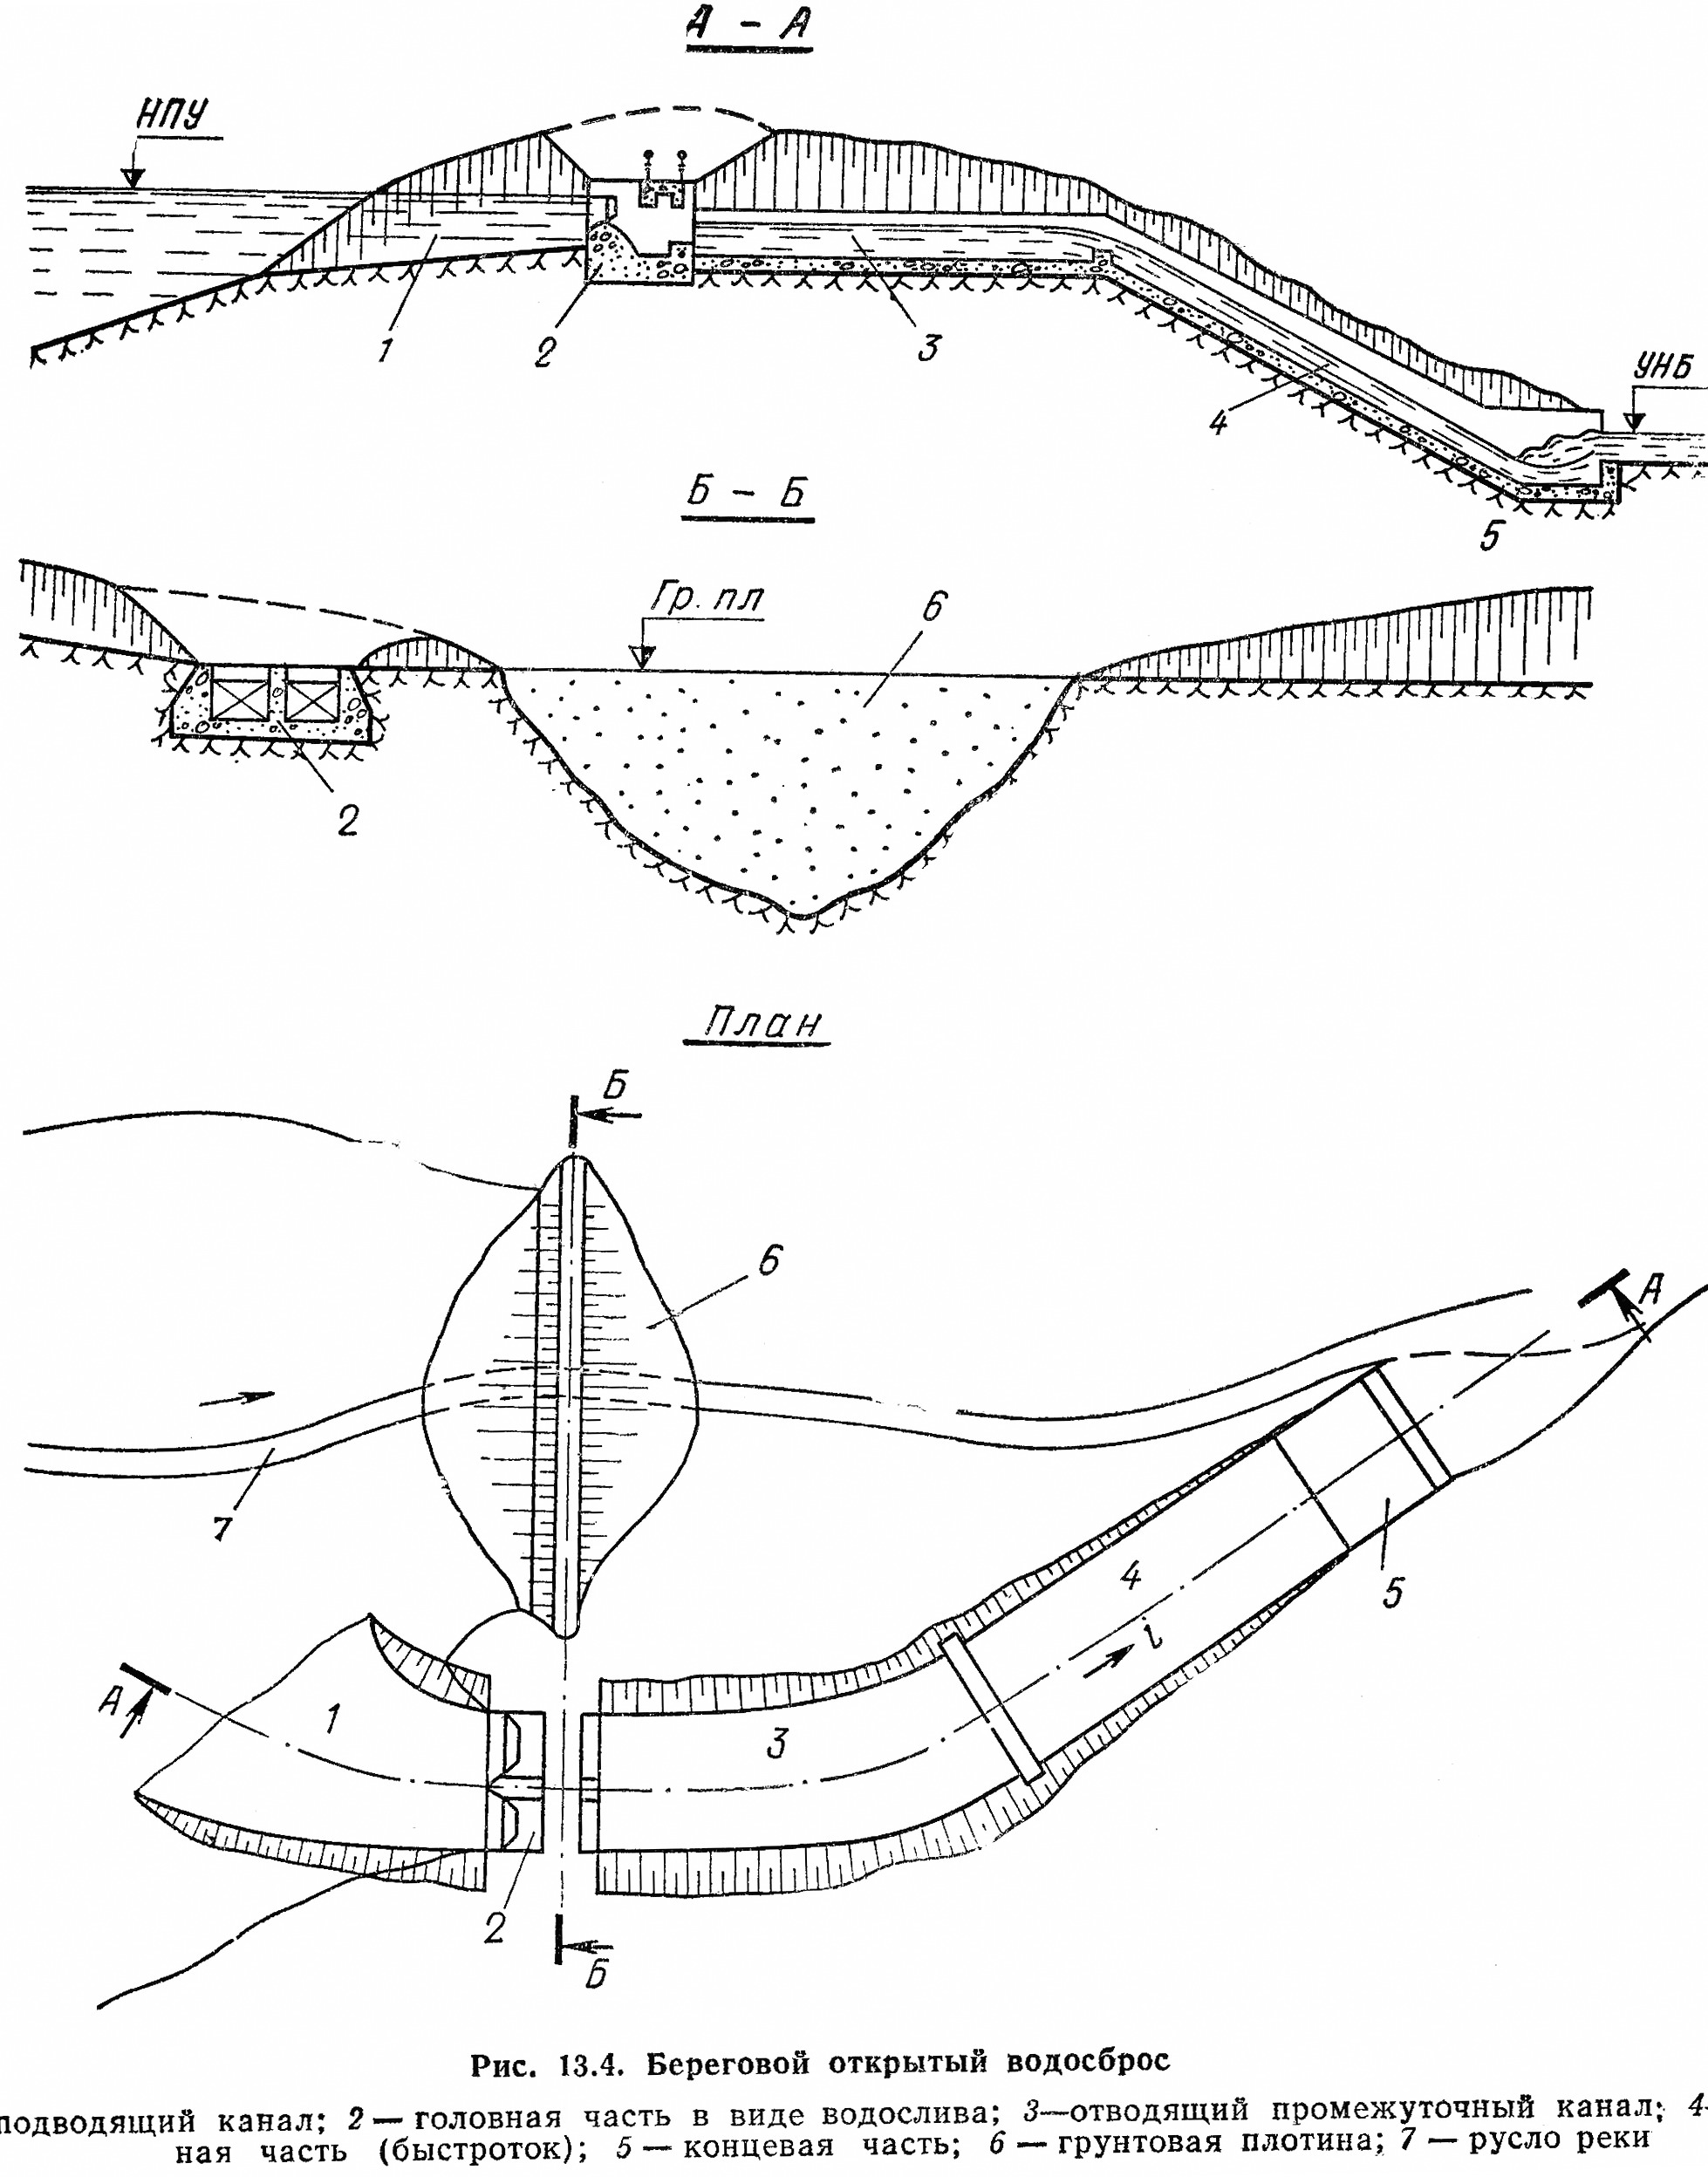 А - А
НПУ
1
2
3
4
УНБ
5
Б - Б
Гр. пл
6
2
План
Б
6
А
7
4
5
i
А
1
3
2
Б
Рис. 13.4. Береговой открытый водосброс
подводящий канал; 2 — головная часть в виде водослива; 3—отводящий промежуточный канал; 4-
ная часть (быстроток); 5 — концевая часть; 6 — грунтовая плотина; 7 — русло реки